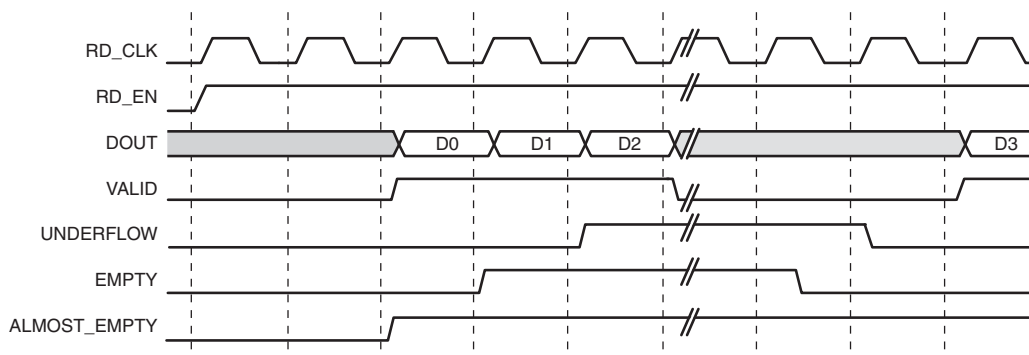 RD_CLK
RD_EN
DOUT D0 D1 D2 D3
VALID
UNDERFLOW
EMPTY
ALMOST_EMPTY